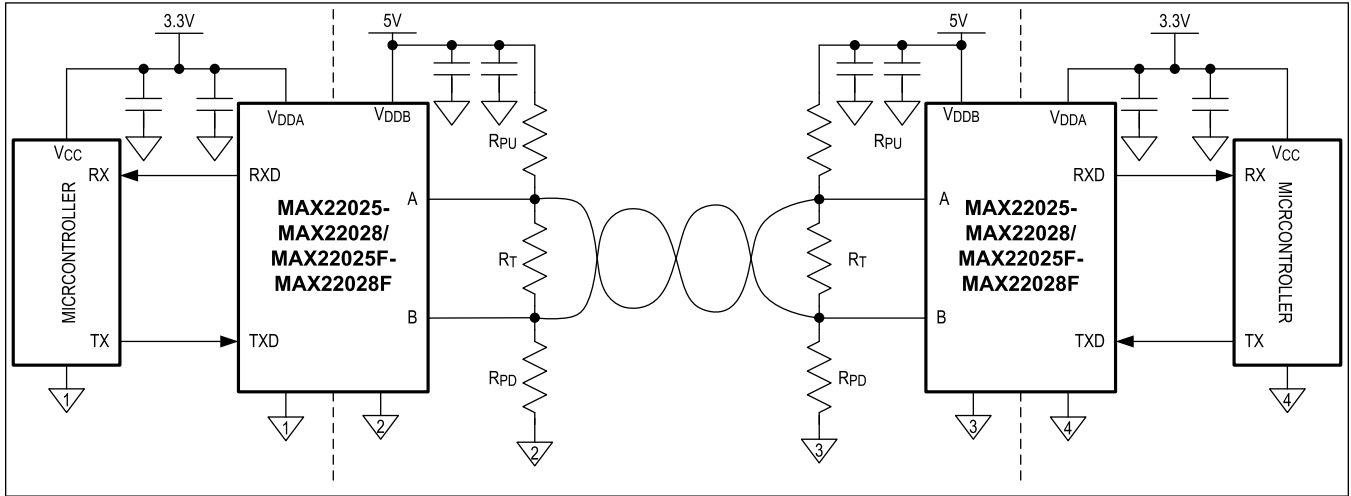 3.3V
5V
5V
3.3V
VDDA
VDDB
VDDB
VDDA
VCC
RX
TX
MICRCONTROLLER
1
RXD
TXD
MAX22025-
MAX22028/
MAX22025F-
MAX22028F
A
B
1
2
RPU
RT
RPD
2
RPU
RT
RPD
3
A
B
MAX22025-
MAX22028/
MAX22025F-
MAX22028F
RXD
TXD
3
4
VCC
RX
TX
MICRCONTROLLER
4